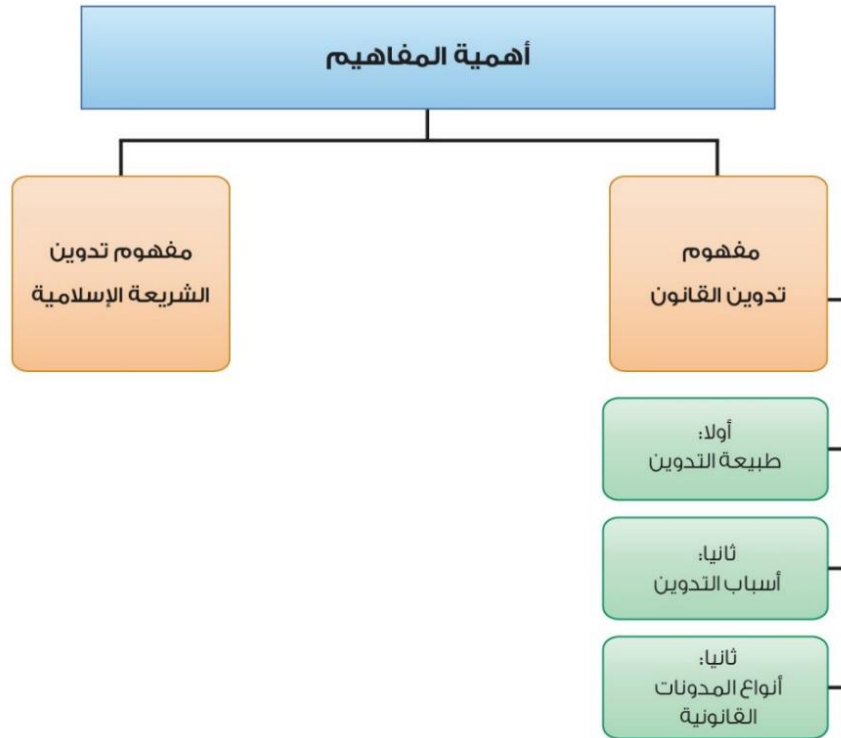 أهمية المفاهيم
مفهوم
تدوين القانون
مفهوم تدوين
الشريعة الإسلامية
أولا:
طبيعة التدوين
ثانيا:
أسباب التدوين
ثانيا:
أنواع المدونات
القانونية